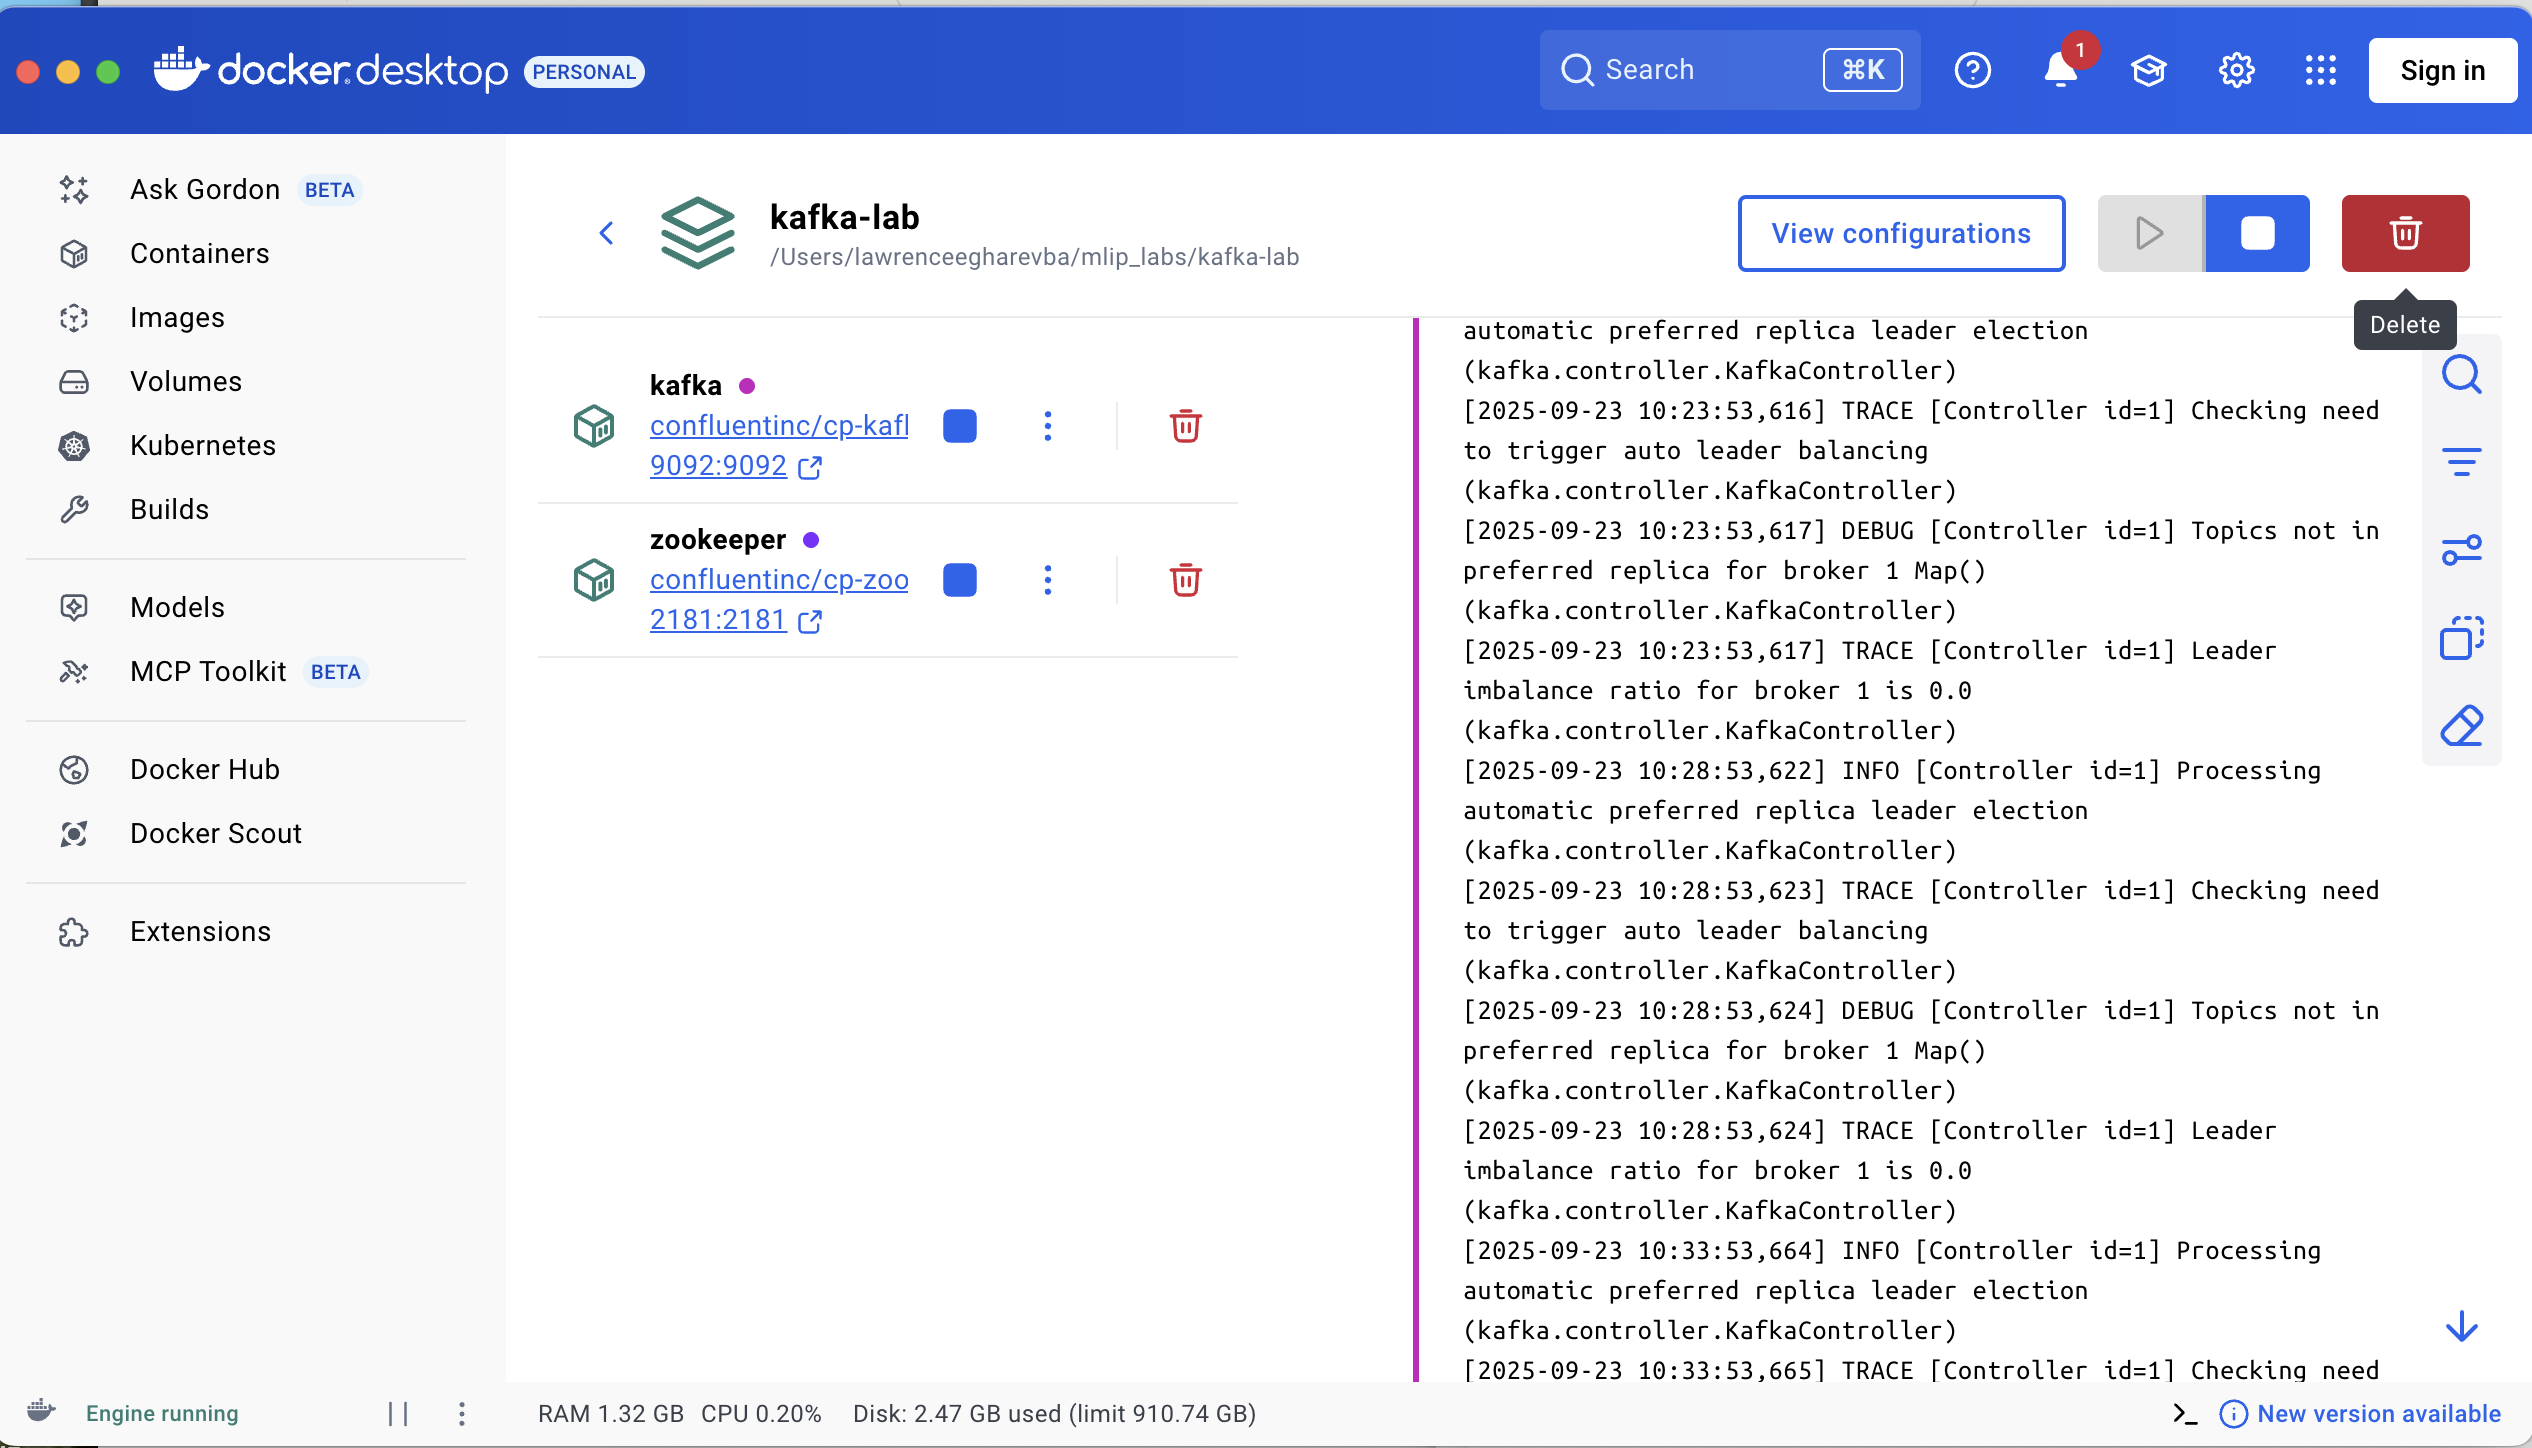 docker.desktop PERSONAL
Search ⌘K
1
Sign in
Ask Gordon BETA
Containers
Images
Volumes
Kubernetes
Builds
Models
MCP Toolkit BETA
Docker Hub
Docker Scout
Extensions
kafka-lab
/Users/lawrenceegharevba/mlip_labs/kafka-lab
View configurations
Delete
kafka
confluentinc/cp-kafl
9092:9092
zookeeper
confluentinc/cp-zoo
2181:2181
automatic preferred replica leader election
(kafka.controller.KafkaController)
[2025-09-23 10:23:53,616] TRACE [Controller id=1] Checking need
to trigger auto leader balancing
(kafka.controller.KafkaController)
[2025-09-23 10:23:53,617] DEBUG [Controller id=1] Topics not in
preferred replica for broker 1 Map()
(kafka.controller.KafkaController)
[2025-09-23 10:23:53,617] TRACE [Controller id=1] Leader
imbalance ratio for broker 1 is 0.0
(kafka.controller.KafkaController)
[2025-09-23 10:28:53,622] INFO [Controller id=1] Processing
automatic preferred replica leader election
(kafka.controller.KafkaController)
[2025-09-23 10:28:53,623] TRACE [Controller id=1] Checking need
to trigger auto leader balancing
(kafka.controller.KafkaController)
[2025-09-23 10:28:53,624] DEBUG [Controller id=1] Topics not in
preferred replica for broker 1 Map()
(kafka.controller.KafkaController)
[2025-09-23 10:28:53,624] TRACE [Controller id=1] Leader
imbalance ratio for broker 1 is 0.0
(kafka.controller.KafkaController)
[2025-09-23 10:33:53,664] INFO [Controller id=1] Processing
automatic preferred replica leader election
(kafka.controller.KafkaController)
[2025-09-23 10:33:53,665] TRACE [Controller id=1] Checking need
Engine running
RAM 1.32 GB CPU 0.20% Disk: 2.47 GB used (limit 910.74 GB)
New version available